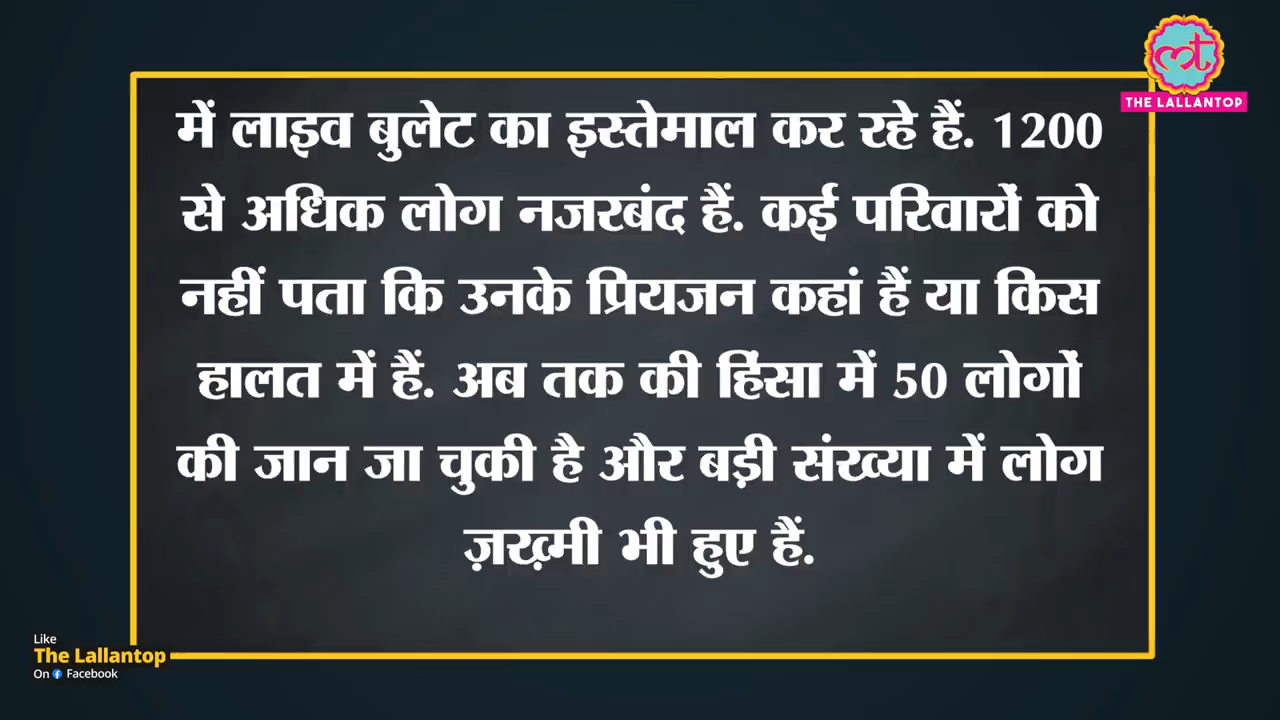 THE LALLANTOP
में लाइव बुलेट का इस्तेमाल कर रहे हैं. 1200
से अधिक लोग नजरबंद हैं. कई परिवारों को
नहीं पता कि उनके प्रियजन कहां हैं या किस
हालत में हैं. अब तक की हिंसा में 50 लोगों
की जान जा चुकी है और बड़ी संख्या में लोग
ज़ख़्मी भी हुए हैं.
Like
The Lallantop
On Facebook